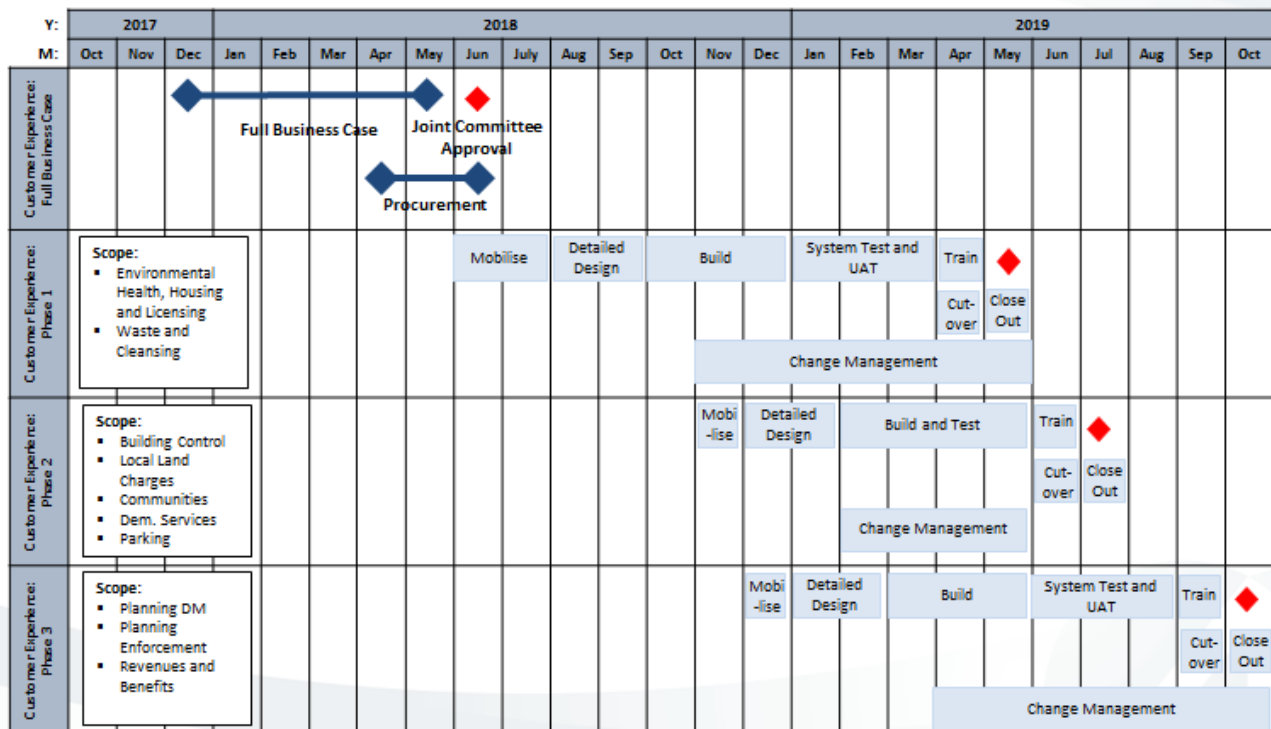 Y: 2017 2018 2019
M: Oct Nov Dec Jan Feb Mar Apr May Jun July Aug Sep Oct Nov Dec Jan Feb Mar Apr May Jun Jul Aug Sep Oct
Customer Experience:
Full Business Case
Full Business Case
Joint Committee
Approval
Procurement
Customer Experience:
Phase 1
Scope:
▪ Environmental
Health, Housing
and Licensing
▪ Waste and
Cleansing
Mobilise
Detailed
Design
Build
System Test and
UAT
Train
Cut-
over
Close
Out
Change Management
Customer Experience:
Phase 2
Scope:
▪ Building Control
▪ Local Land
Charges
▪ Communities
▪ Dem. Services
▪ Parking
Mobi
-lise
Detailed
Design
Build and Test
Train
Cut-
over
Close
Out
Change Management
Customer Experience:
Phase 3
Scope:
▪ Planning DM
▪ Planning
Enforcement
▪ Revenues and
Benefits
Mobi
-lise
Detailed
Design
Build
System Test and
UAT
Train
Cut-
over
Close
Out
Change Management